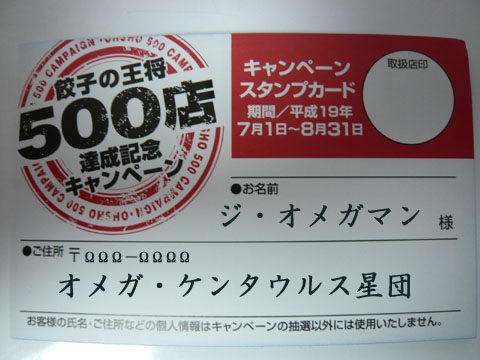 OHSHO 500 CAMPAIGN・OHSHO 500 CAMPAIGN
餃子の王将
500店
達成記念
キャンペーン
キャンペーン
スタンプカード
期間／平成19年
7月1日～8月31日
取扱店印
●お名前
ジ・オメガマン 様
●ご住所 〒ΩΩΩ－ΩΩΩΩ
オメガ・ケンタウルス星団
お客様の氏名・ご住所などの個人情報はキャンペーンの抽選以外には使用いたしません。